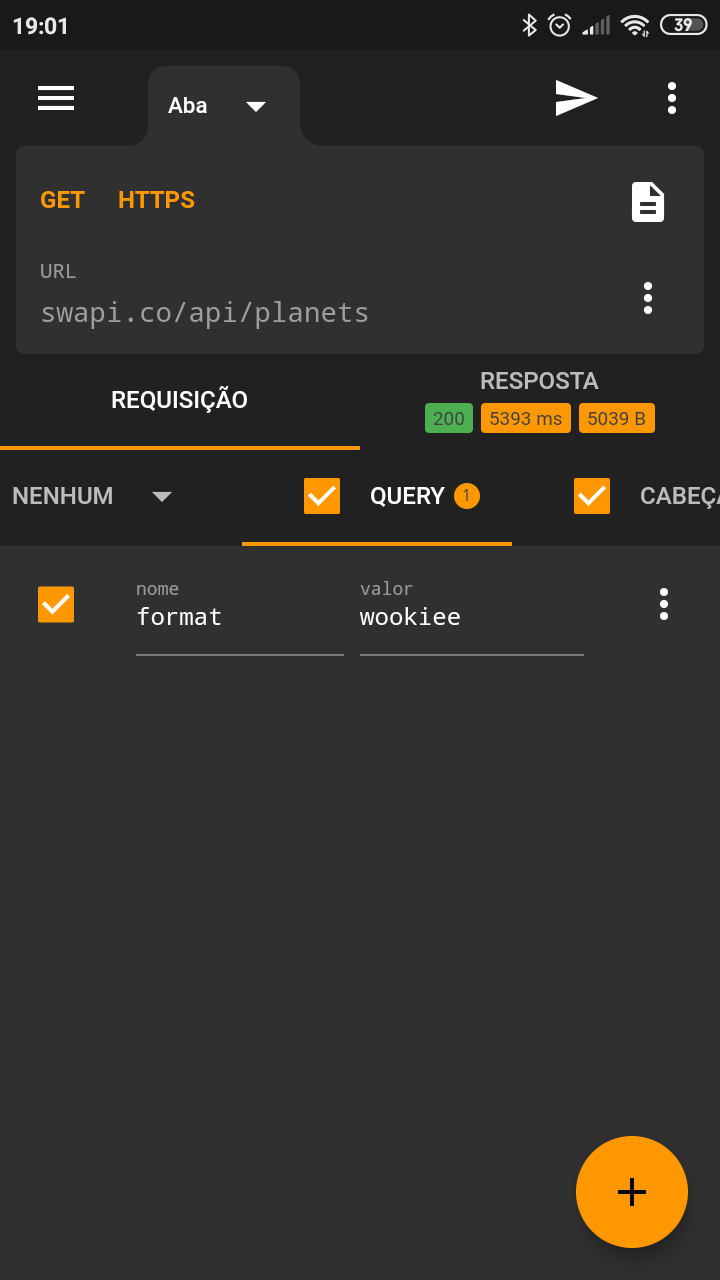 19:01
39
Aba
GET HTTPS
URL
swapi.co/api/planets
REQUISIÇÃO
RESPOSTA
200 5393 ms 5039 B
NENHUM QUERY 1 CABEÇA
nome valor
format wookiee